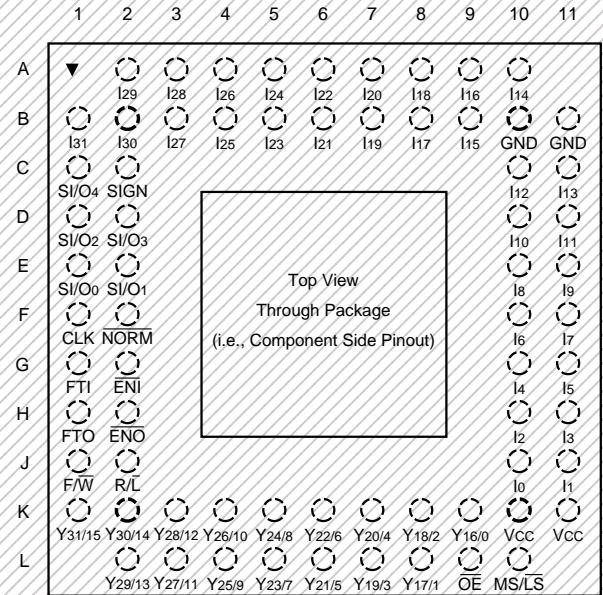 1 2 3 4 5 6 7 8 9 10 11
A
I29 I28 I26 I24 I22 I20 I18 I16 I14
B
I31 I30 I27 I25 I23 I21 I19 I17 I15 GND GND
C
SI/O4 SIGN I12 I13
D
SI/O2 SI/O3 I10 I11
E
SI/O0 SI/O1 I8 I9
Top View
Through Package
(i.e., Component Side Pinout)
F
CLK N̅O̅R̅M̅ I6 I7
G
FTI E̅N̅I̅ I4 I5
H
FTO E̅N̅O̅ I2 I3
J
F/W̅ R/L̅ I0 I1
K
Y31/15 Y30/14 Y28/12 Y26/10 Y24/8 Y22/6 Y20/4 Y18/2 Y16/0 VCC VCC
L
Y29/13 Y27/11 Y25/9 Y23/7 Y21/5 Y19/3 Y17/1 O̅E̅ MS/L̅S̅